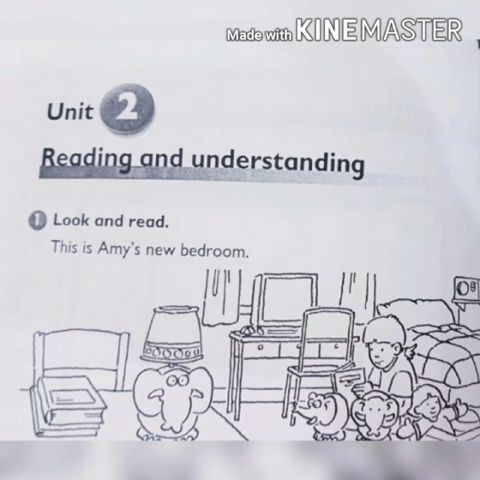 Made with KINEMASTER
Unit 2
Reading and understanding
1 Look and read.
This is Amy's new bedroom.